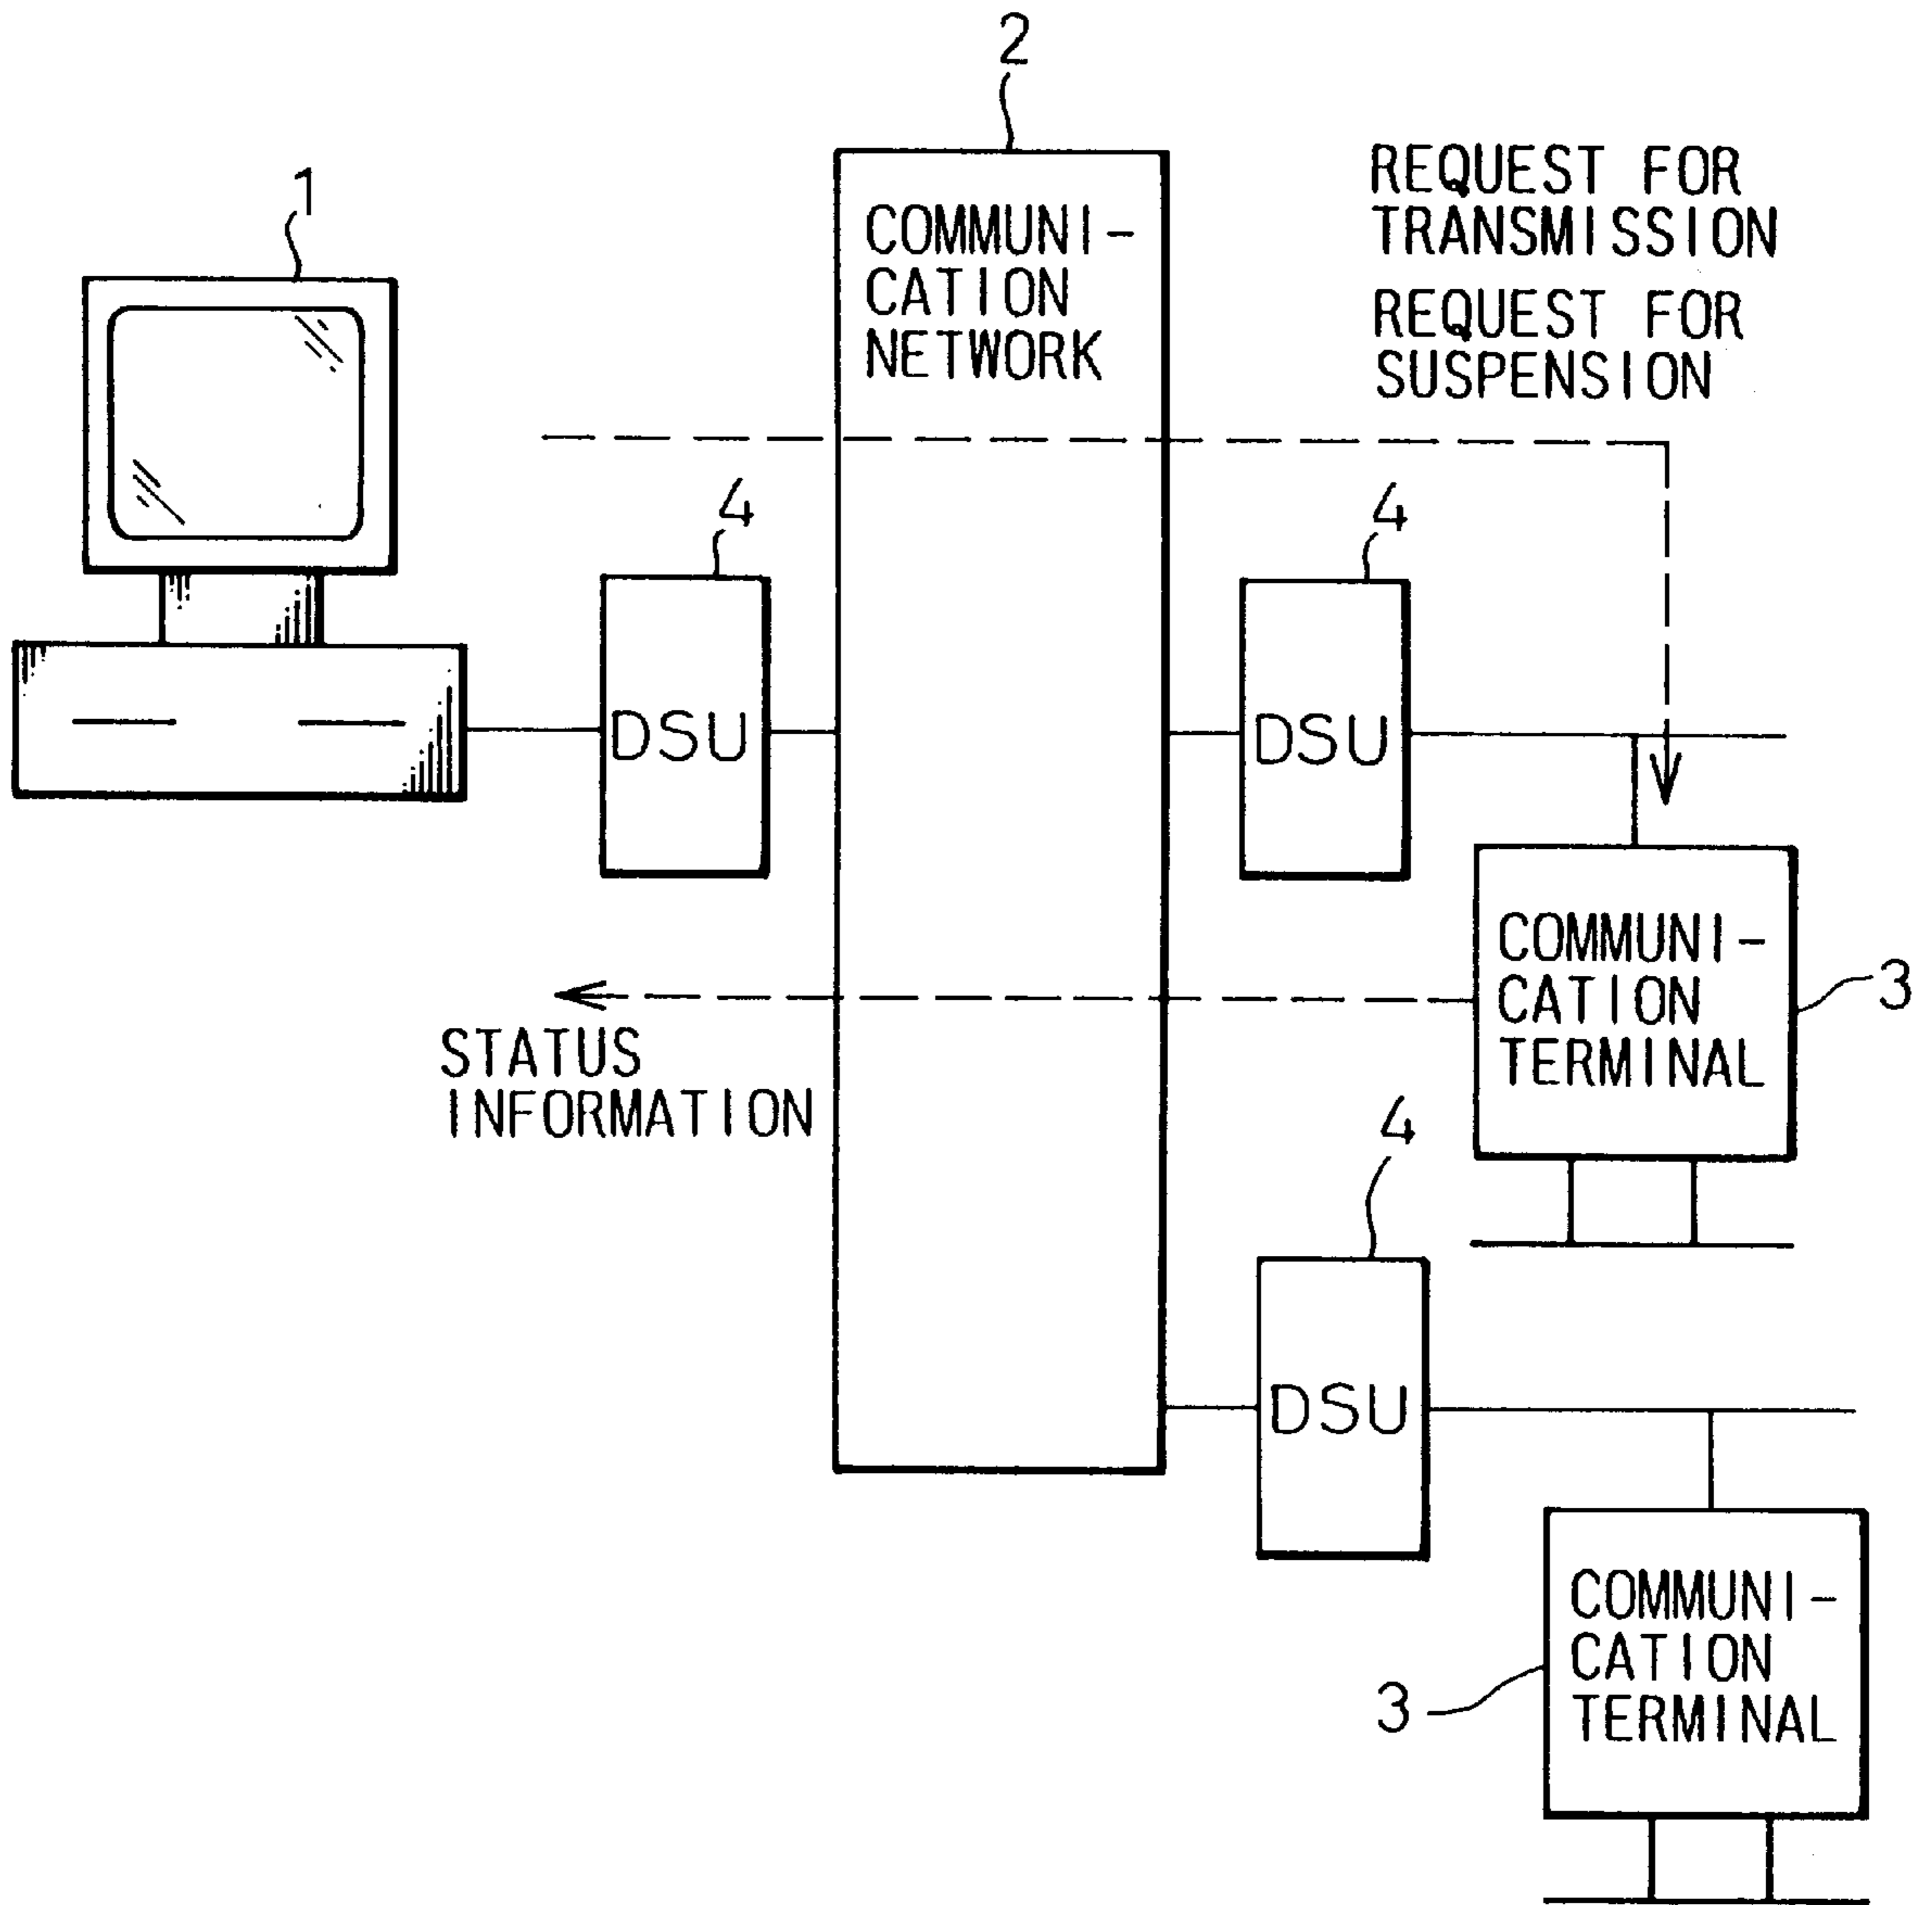 2
1
COMMUNI-
CATION
NETWORK
REQUEST FOR
TRANSMISSION
REQUEST FOR
SUSPENSION
4
4
DSU
DSU
COMMUNI-
CATION
TERMINAL
3
STATUS
INFORMATION
4
DSU
COMMUNI-
CATION
TERMINAL
3